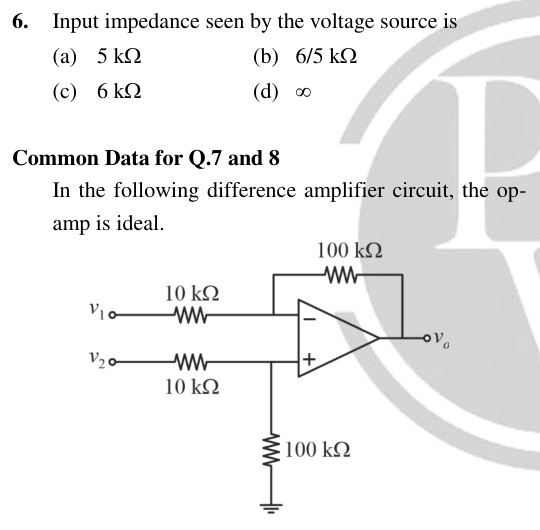 6. Input impedance seen by the voltage source is
(a) 5 kΩ (b) 6/5 kΩ
(c) 6 kΩ (d) ∞
Common Data for Q.7 and 8
In the following difference amplifier circuit, the op-
amp is ideal.
100 kΩ
10 kΩ
v₁
−
vₒ
v₂
+
10 kΩ
100 kΩ